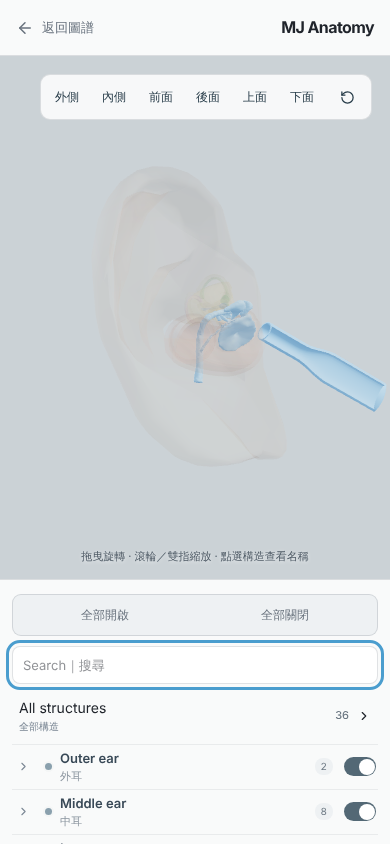 返回圖譜
MJ Anatomy
外側 內側 前面 後面 上面 下面
拖曳旋轉 · 滾輪／雙指縮放 · 點選構造查看名稱
全部開啟 全部關閉
Search｜搜尋
All structures
全部構造
36
Outer ear
外耳
2
Middle ear
中耳
8